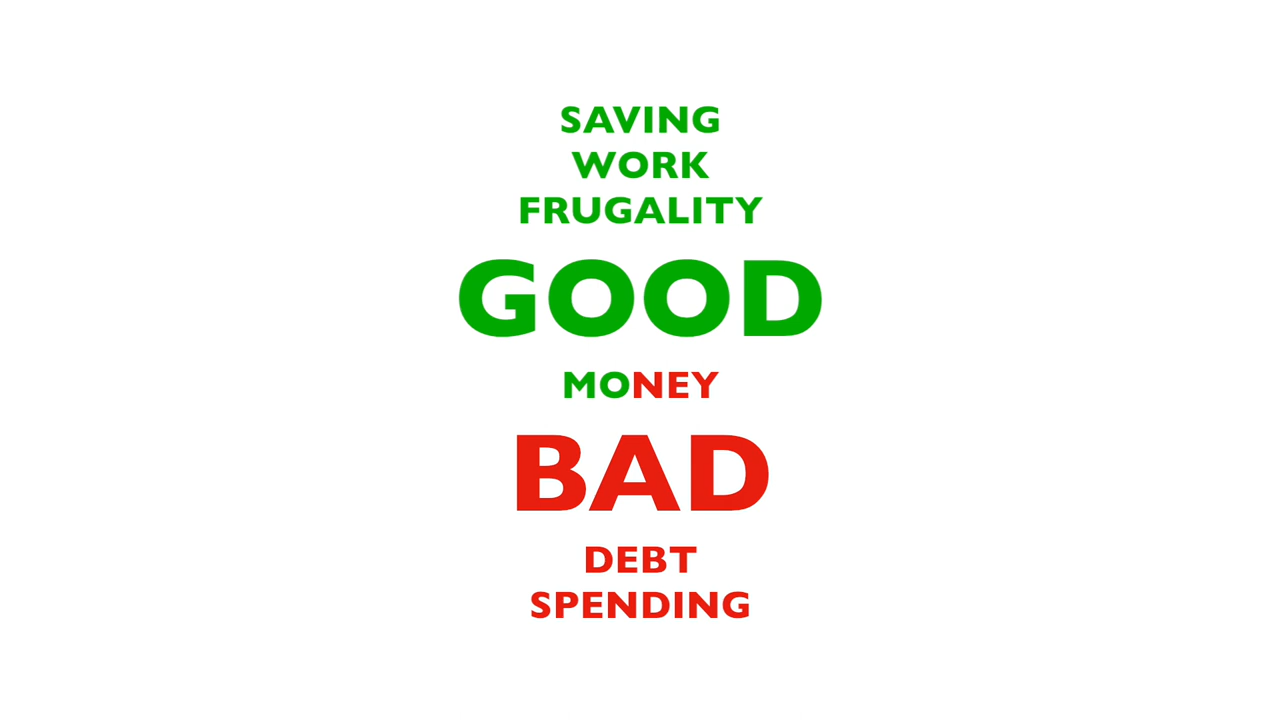 SAVING
WORK
FRUGALITY
GOOD
MONEY
BAD
DEBT
SPENDING